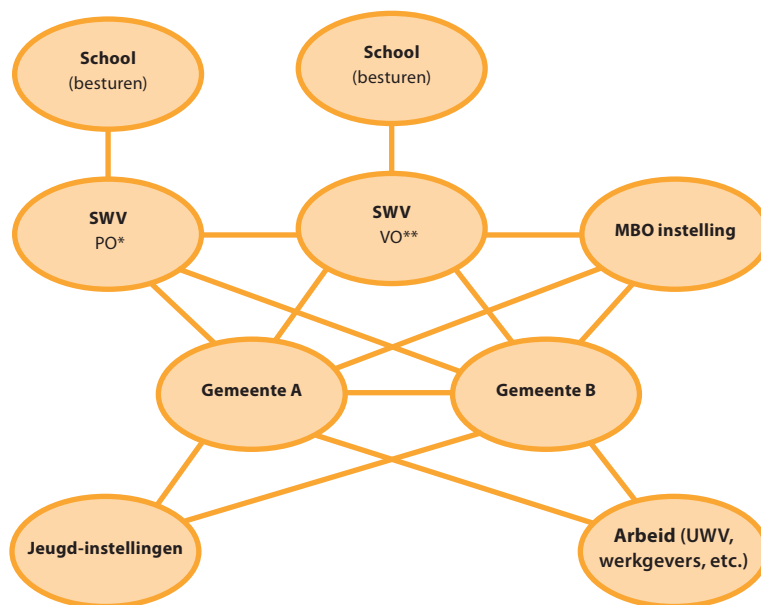 School
(besturen)
School
(besturen)
SWV
PO*
SWV
VO**
MBO instelling
Gemeente A
Gemeente B
Jeugd-instellingen
Arbeid (UWV,
werkgevers, etc.)